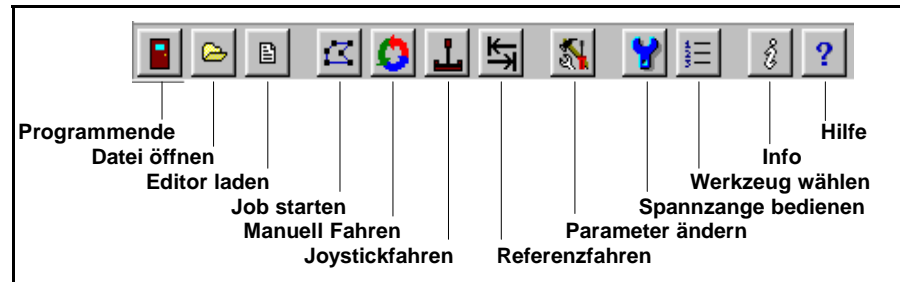 ?
Programmende Hilfe
Datei öffnen Info
Editor laden Werkzeug wählen
Job starten Spannzange bedienen
Manuell Fahren Parameter ändern
Joystickfahren Referenzfahren